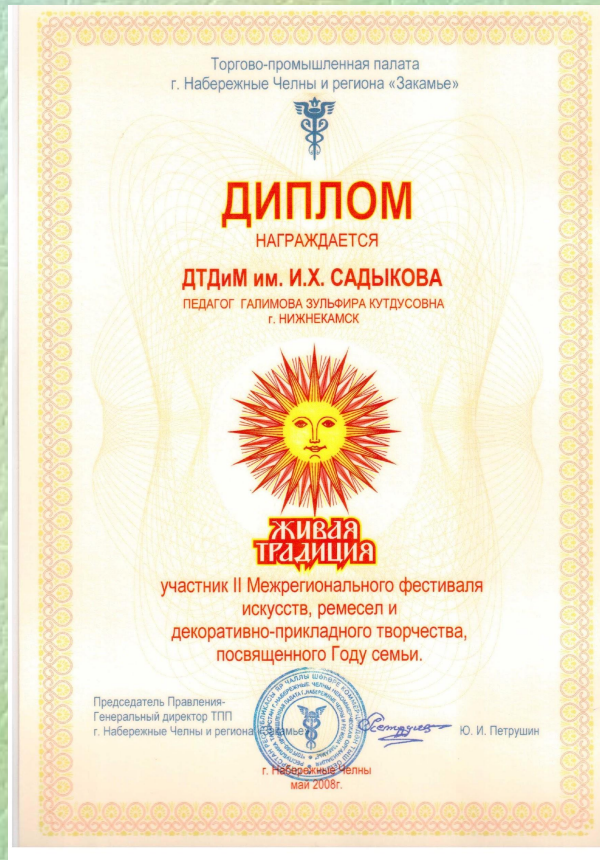 Торгово-промышленная палата
г. Набережные Челны и региона «Закамье»
ДИПЛОМ
НАГРАЖДАЕТСЯ
ДТДиМ им. И.Х. САДЫКОВА
ПЕДАГОГ ГАЛИМОВА ЗУЛЬФИРА КУТДУСОВНА
г. НИЖНЕКАМСК
ЖИВАЯ
ТРАДИЦИЯ
участник II Межрегионального фестиваля
искусств, ремесел и
декоративно-прикладного творчества,
посвященного Году семьи.
Председатель Правления-
Генеральный директор ТПП
г. Набережные Челны и региона «Закамье»
Ю. И. Петрушин
г. Набережные Челны
май 2008г.